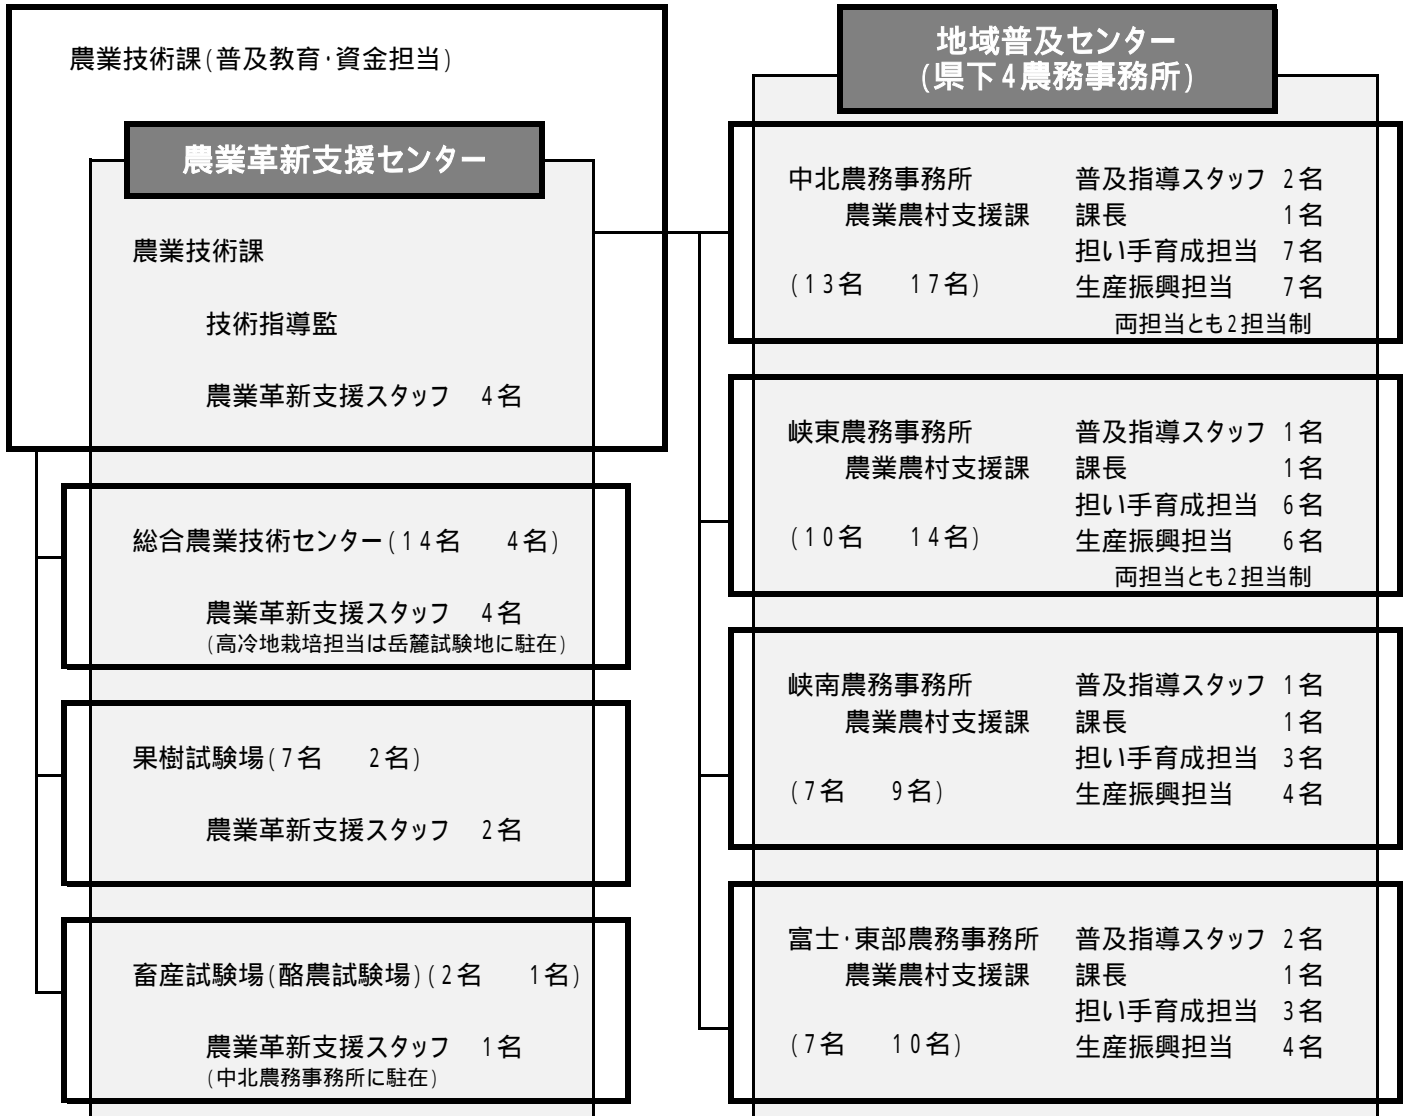 農業技術課(普及教育･資金担当)
農業革新支援センター
農業技術課
技術指導監
農業革新支援スタッフ 4名
総合農業技術センター(14名 4名)
農業革新支援スタッフ 4名
(高冷地栽培担当は岳麓試験地に駐在)
果樹試験場(7名 2名)
農業革新支援スタッフ 2名
畜産試験場(酪農試験場)(2名 1名)
農業革新支援スタッフ 1名
(中北農務事務所に駐在)
地域普及センター
(県下4農務事務所)
中北農務事務所 普及指導スタッフ 2名
農業農村支援課 課長 1名
担い手育成担当 7名
(13名 17名) 生産振興担当 7名
両担当とも2担当制
峡東農務事務所 普及指導スタッフ 1名
農業農村支援課 課長 1名
担い手育成担当 6名
(10名 14名) 生産振興担当 6名
両担当とも2担当制
峡南農務事務所 普及指導スタッフ 1名
農業農村支援課 課長 1名
担い手育成担当 3名
(7名 9名) 生産振興担当 4名
富士･東部農務事務所 普及指導スタッフ 2名
農業農村支援課 課長 1名
担い手育成担当 3名
(7名 10名) 生産振興担当 4名